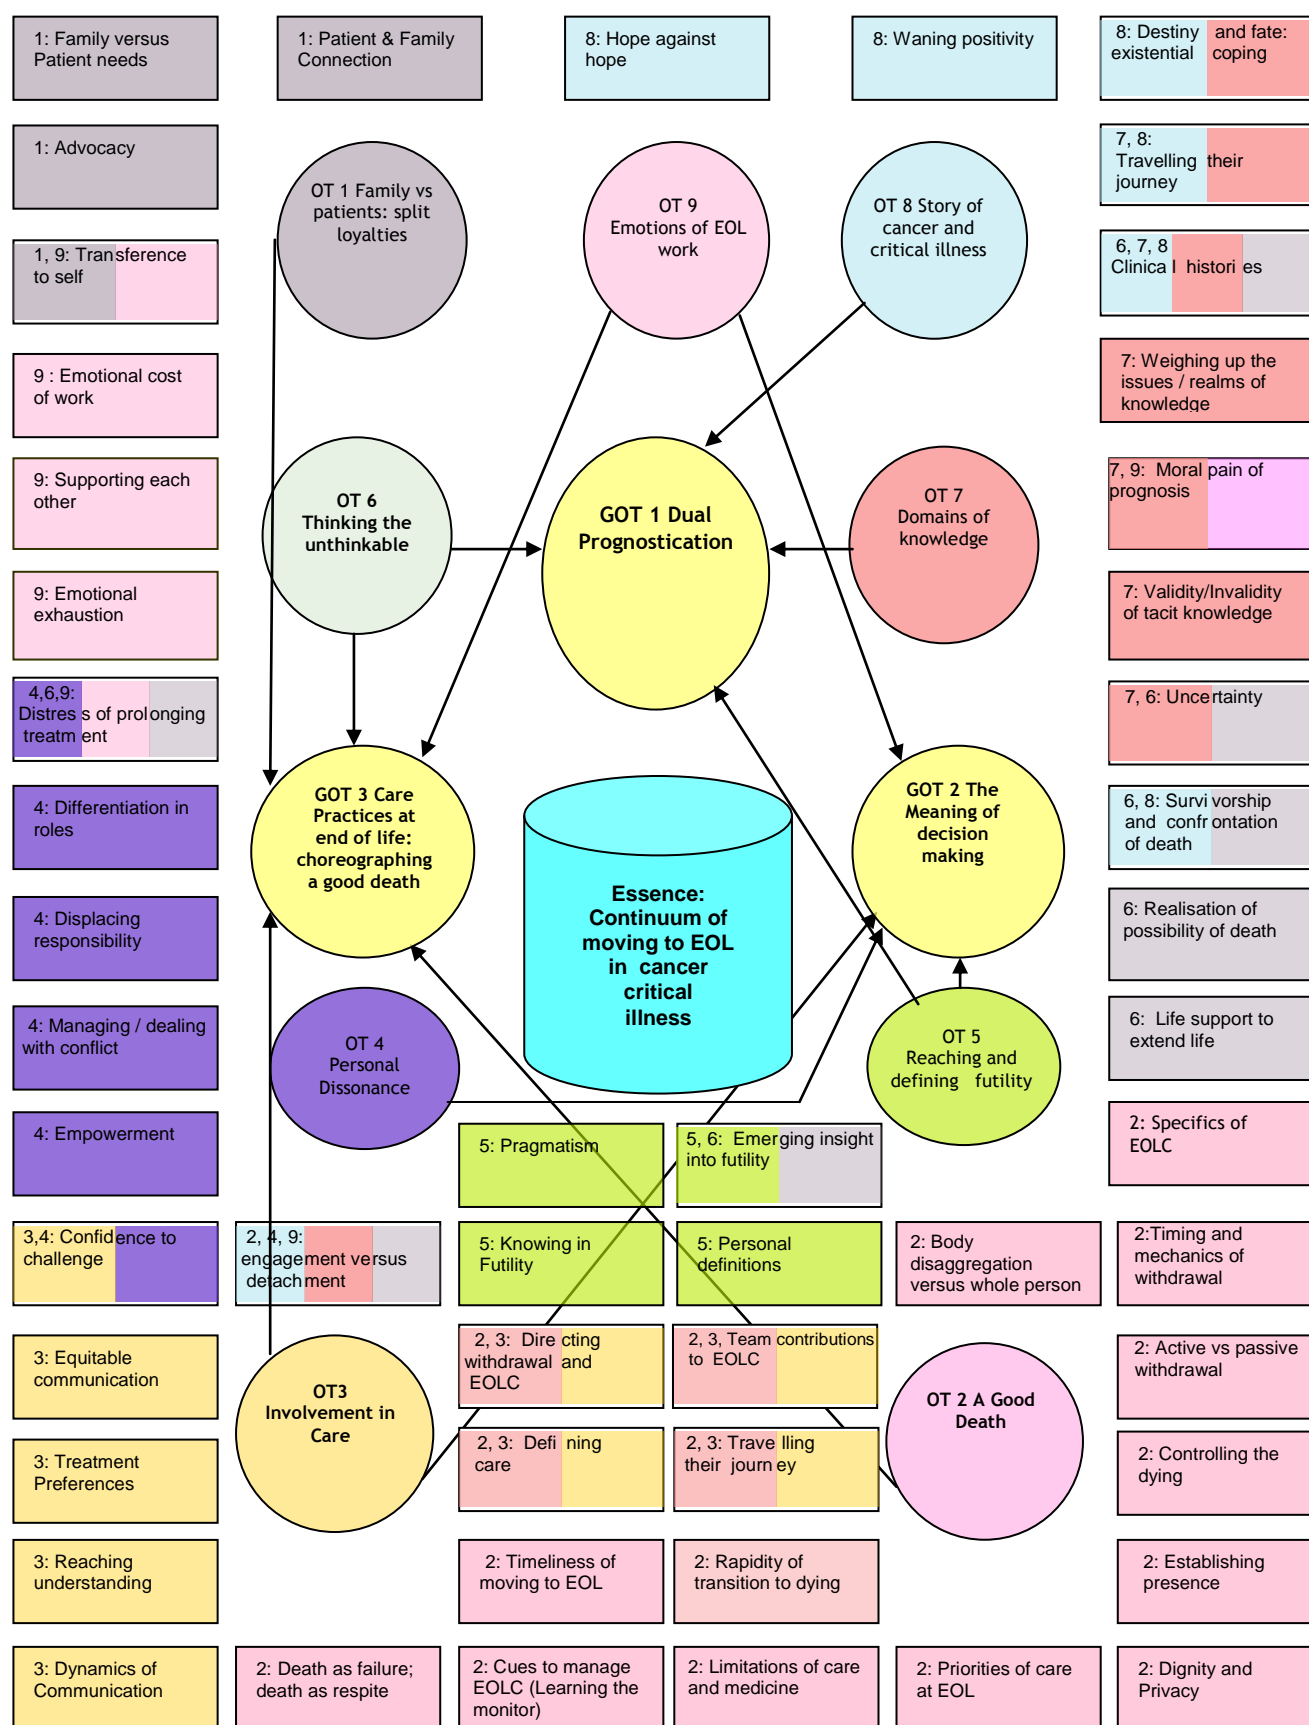 1: Family versus
Patient needs
1: Patient & Family
Connection
8: Hope against
hope
8: Waning positivity
8: Destiny and fate:
existential coping
1: Advocacy
7, 8:
Travelling their
journey
OT 1 Family vs
patients: split
loyalties
OT 9
Emotions of EOL
work
OT 8 Story of
cancer and
critical illness
1, 9: Transference
to self
6, 7, 8
Clinical histories
9 : Emotional cost
of work
7: Weighing up the
issues / realms of
knowledge
9: Supporting each
other
OT 6
Thinking the
unthinkable
GOT 1 Dual
Prognostication
OT 7
Domains of
knowledge
7, 9: Moral pain of
prognosis
9: Emotional
exhaustion
7: Validity/Invalidity
of tacit knowledge
4,6,9:
Distress of prolonging
treatment
7, 6: Uncertainty
4: Differentiation in
roles
GOT 3 Care
Practices at
end of life:
choreographing
a good death
GOT 2 The
Meaning of
decision
making
6, 8: Survivorship
and confrontation
of death
Essence:
Continuum of
moving to EOL
in cancer
critical
illness
4: Displacing
responsibility
6: Realisation of
possibility of death
4: Managing / dealing
with conflict
OT 4
Personal
Dissonance
OT 5
Reaching and
defining futility
6: Life support to
extend life
4: Empowerment
5: Pragmatism
5, 6: Emerging insight
into futility
2: Specifics of
EOLC
3,4: Confidence to
challenge
2, 4, 9:
engagement versus
detachment
5: Knowing in
Futility
5: Personal
definitions
2: Body
disaggregation
versus whole person
2:Timing and
mechanics of
withdrawal
3: Equitable
communication
OT3
Involvement in
Care
2, 3: Directing
withdrawal and
EOLC
2, 3, Team contributions
to EOLC
OT 2 A Good
Death
2: Active vs passive
withdrawal
3: Treatment
Preferences
2, 3: Defining
care
2, 3: Travelling
their journey
2: Controlling the
dying
3: Reaching
understanding
2: Timeliness of
moving to EOL
2: Rapidity of
transition to dying
2: Establishing
presence
3: Dynamics of
Communication
2: Death as failure;
death as respite
2: Cues to manage
EOLC (Learning the
monitor)
2: Limitations of care
and medicine
2: Priorities of care
at EOL
2: Dignity and
Privacy